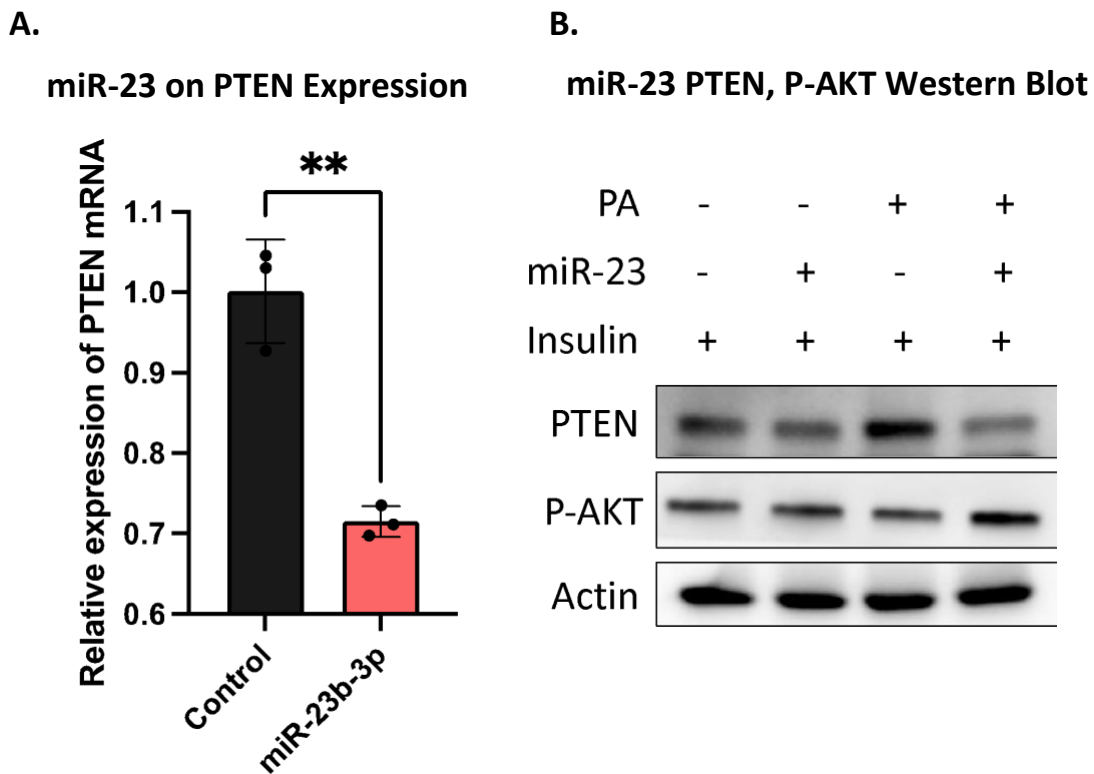 A.
miR-23 on PTEN Expression
**
Relative expression of PTEN mRNA
1.1
1.0
0.9
0.8
0.7
0.6
Control
miR-23b-3p
B.
miR-23 PTEN, P-AKT Western Blot
PA - - + +
miR-23 - + - +
Insulin + + + +
PTEN
P-AKT
Actin